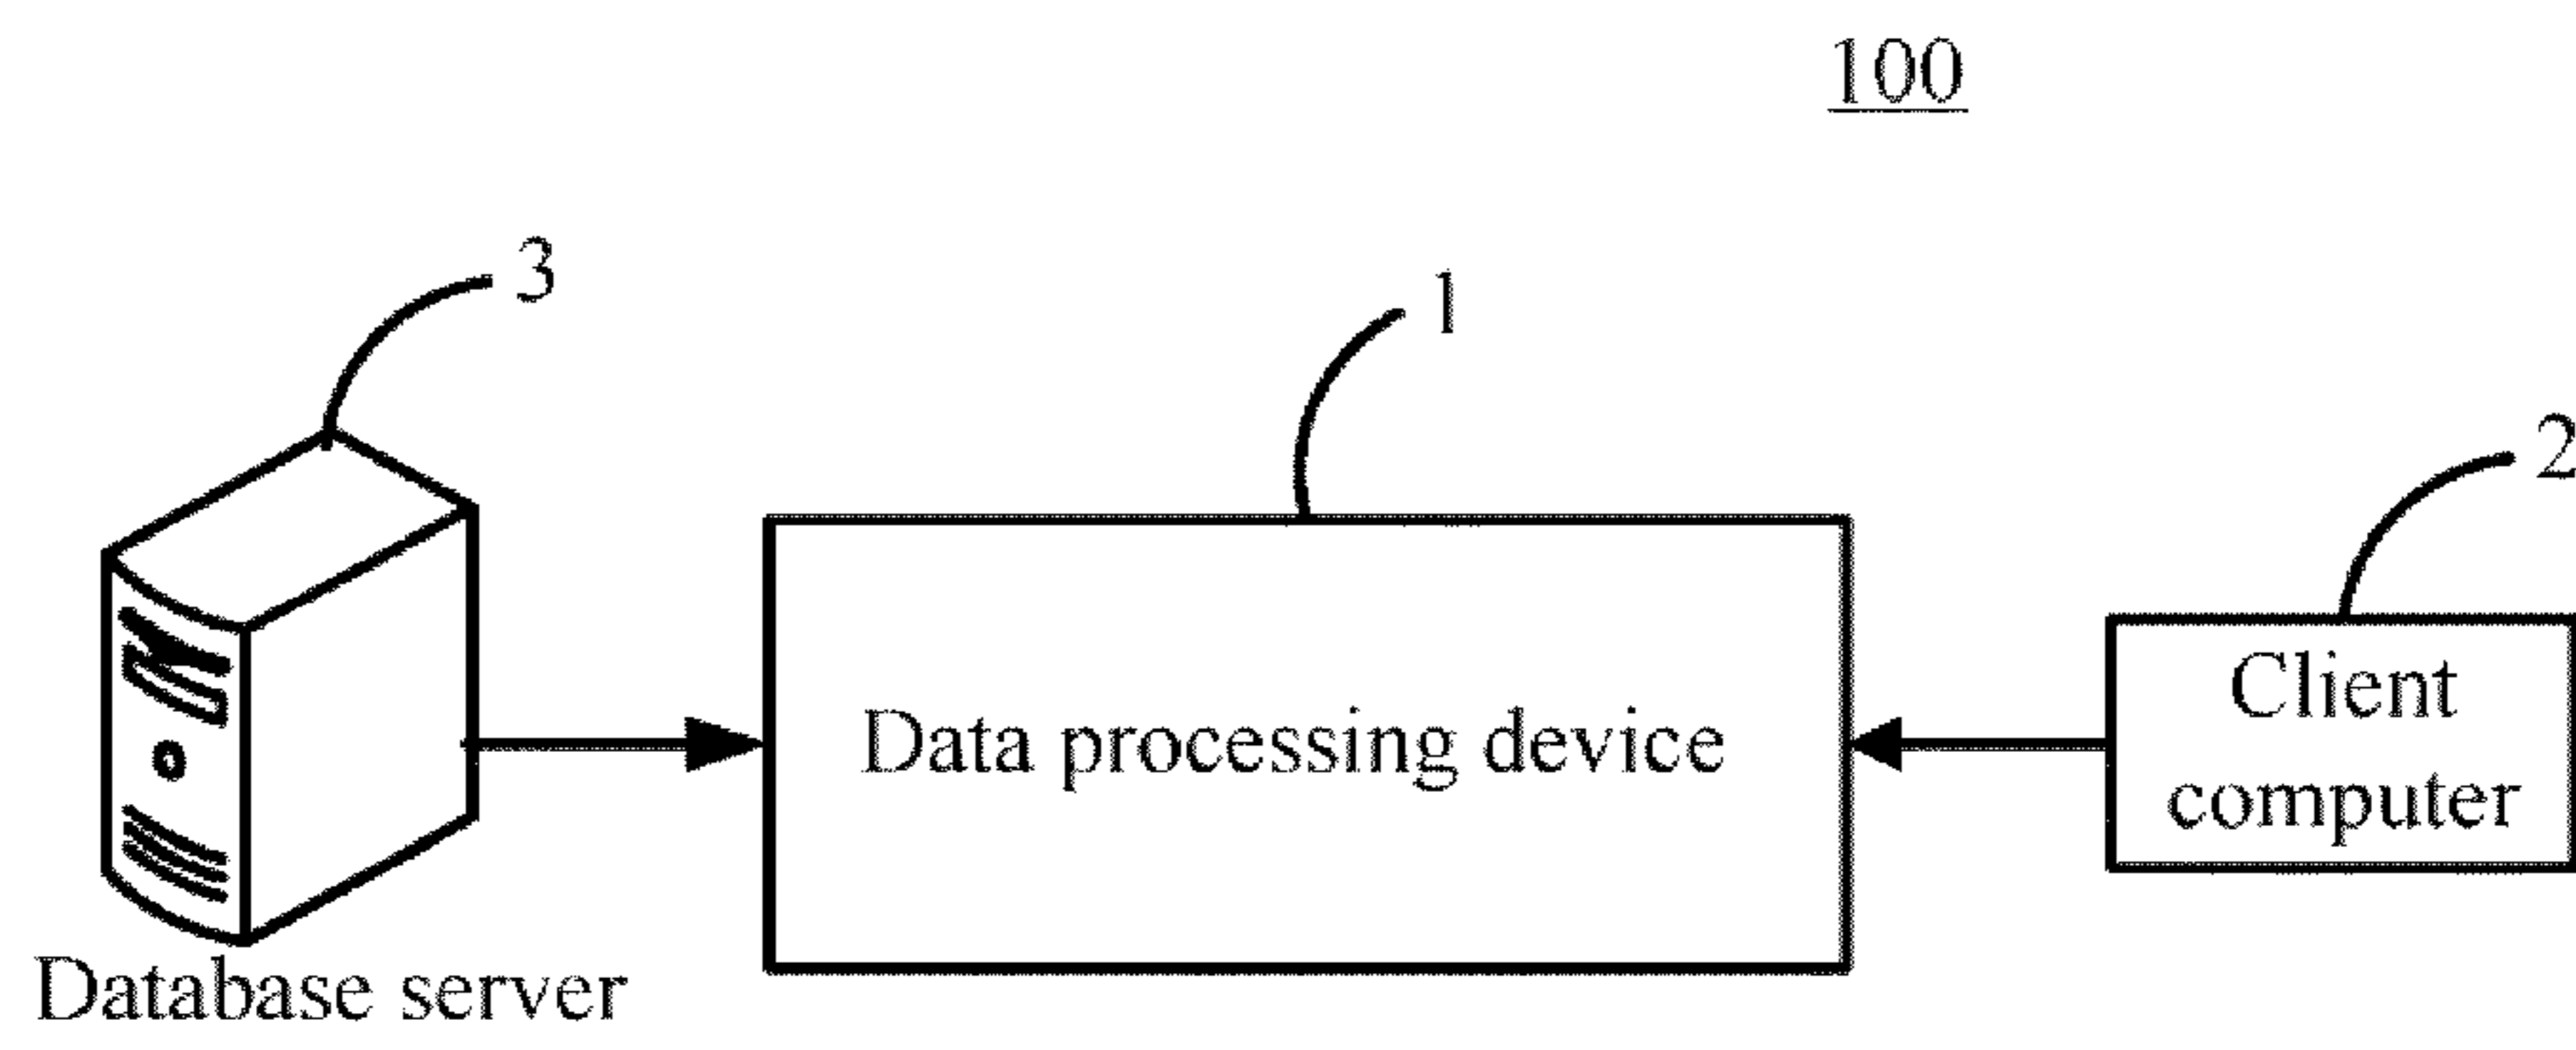 100
3
1
2
Data processing device
Client
computer
Database server